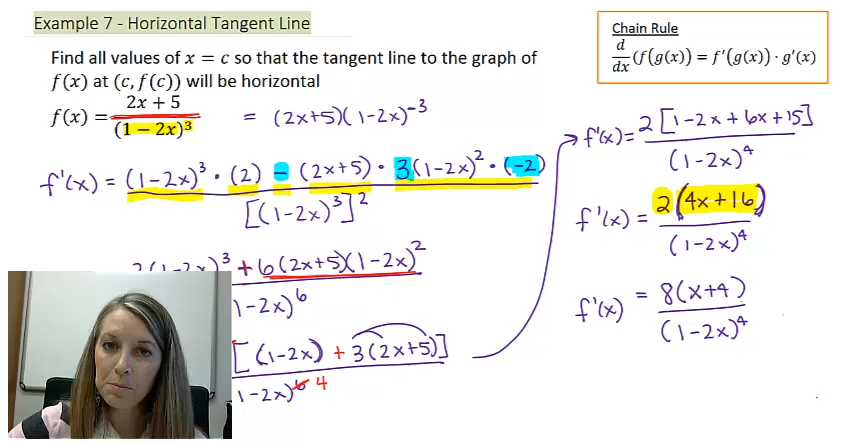 Example 7 - Horizontal Tangent Line
Find all values of x = c so that the tangent line to the graph of
f(x) at (c, f(c)) will be horizontal
f(x) = (2x + 5)/(1 − 2x)³ = (2x+5)(1−2x)⁻³
f'(x) = ((1−2x)³ · (2) − (2x+5) · 3(1−2x)² · (−2))/[(1−2x)³]²
2(1−2x)³ + 6(2x+5)(1−2x)²
1−2x)⁶
[(1−2x) + 3(2x+5)]
1−2x)⁶ 4
Chain Rule
d/dx (f(g(x)) = f'(g(x)) · g'(x)
f'(x) = 2[1−2x+6x+15]/(1−2x)⁴
f'(x) = 2(4x+16)/(1−2x)⁴
f'(x) = 8(x+4)/(1−2x)⁴